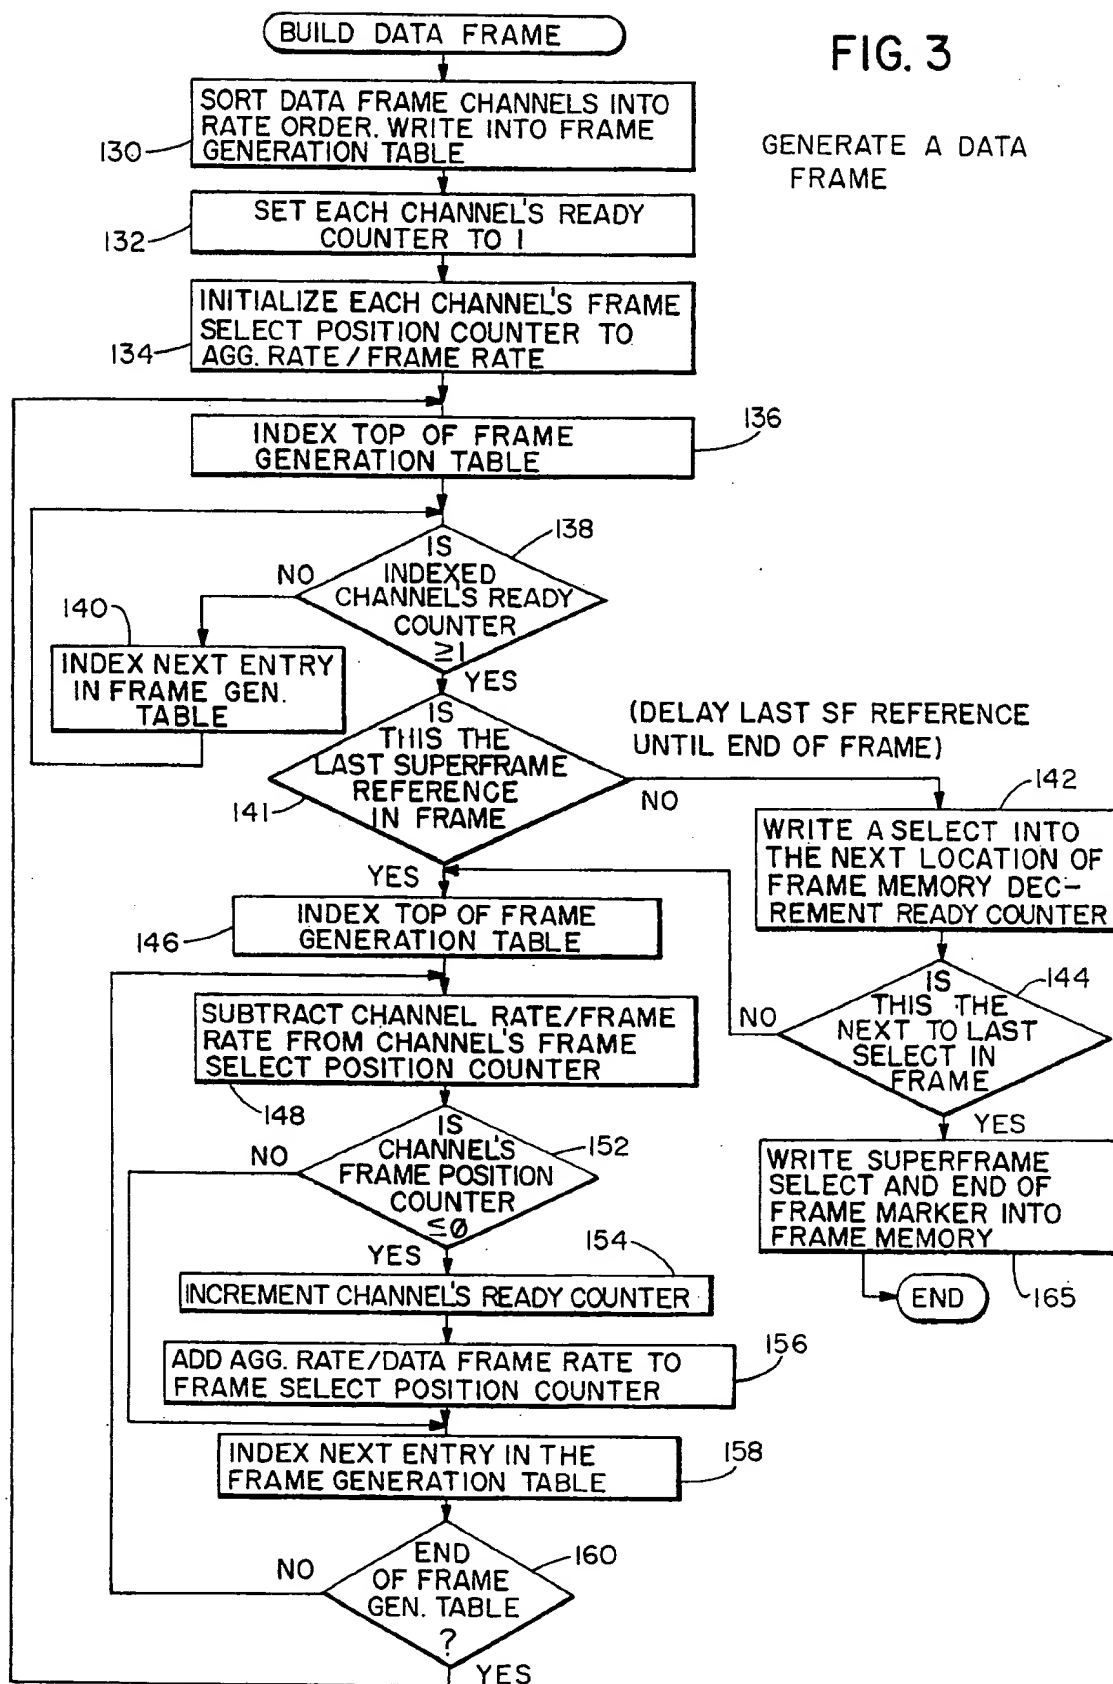 BUILD DATA FRAME
FIG. 3
GENERATE A DATA
FRAME
SORT DATA FRAME CHANNELS INTO
RATE ORDER. WRITE INTO FRAME
GENERATION TABLE
130
SET EACH CHANNEL'S READY
COUNTER TO 1
132
INITIALIZE EACH CHANNEL'S FRAME
SELECT POSITION COUNTER TO
AGG. RATE / FRAME RATE
134
136
INDEX TOP OF FRAME
GENERATION TABLE
138
IS
INDEXED
CHANNEL'S READY
COUNTER
≥1
NO
YES
140
INDEX NEXT ENTRY
IN FRAME GEN.
TABLE
IS
THIS THE
LAST SUPERFRAME
REFERENCE
IN FRAME
141
NO
YES
(DELAY LAST SF REFERENCE
UNTIL END OF FRAME)
142
WRITE A SELECT INTO
THE NEXT LOCATION OF
FRAME MEMORY DEC-
REMENT READY COUNTER
144
IS
THIS THE
NEXT TO LAST
SELECT IN
FRAME
NO
YES
WRITE SUPERFRAME
SELECT AND END OF
FRAME MARKER INTO
FRAME MEMORY
165
END
146
INDEX TOP OF FRAME
GENERATION TABLE
SUBTRACT CHANNEL RATE/FRAME
RATE FROM CHANNEL'S FRAME
SELECT POSITION COUNTER
148
IS
CHANNEL'S
FRAME POSITION
COUNTER
≤0
152
NO
YES
154
INCREMENT CHANNEL'S READY COUNTER
156
ADD AGG. RATE/DATA FRAME RATE TO
FRAME SELECT POSITION COUNTER
INDEX NEXT ENTRY IN THE
FRAME GENERATION TABLE
158
END
OF FRAME
GEN. TABLE
?
160
NO
YES